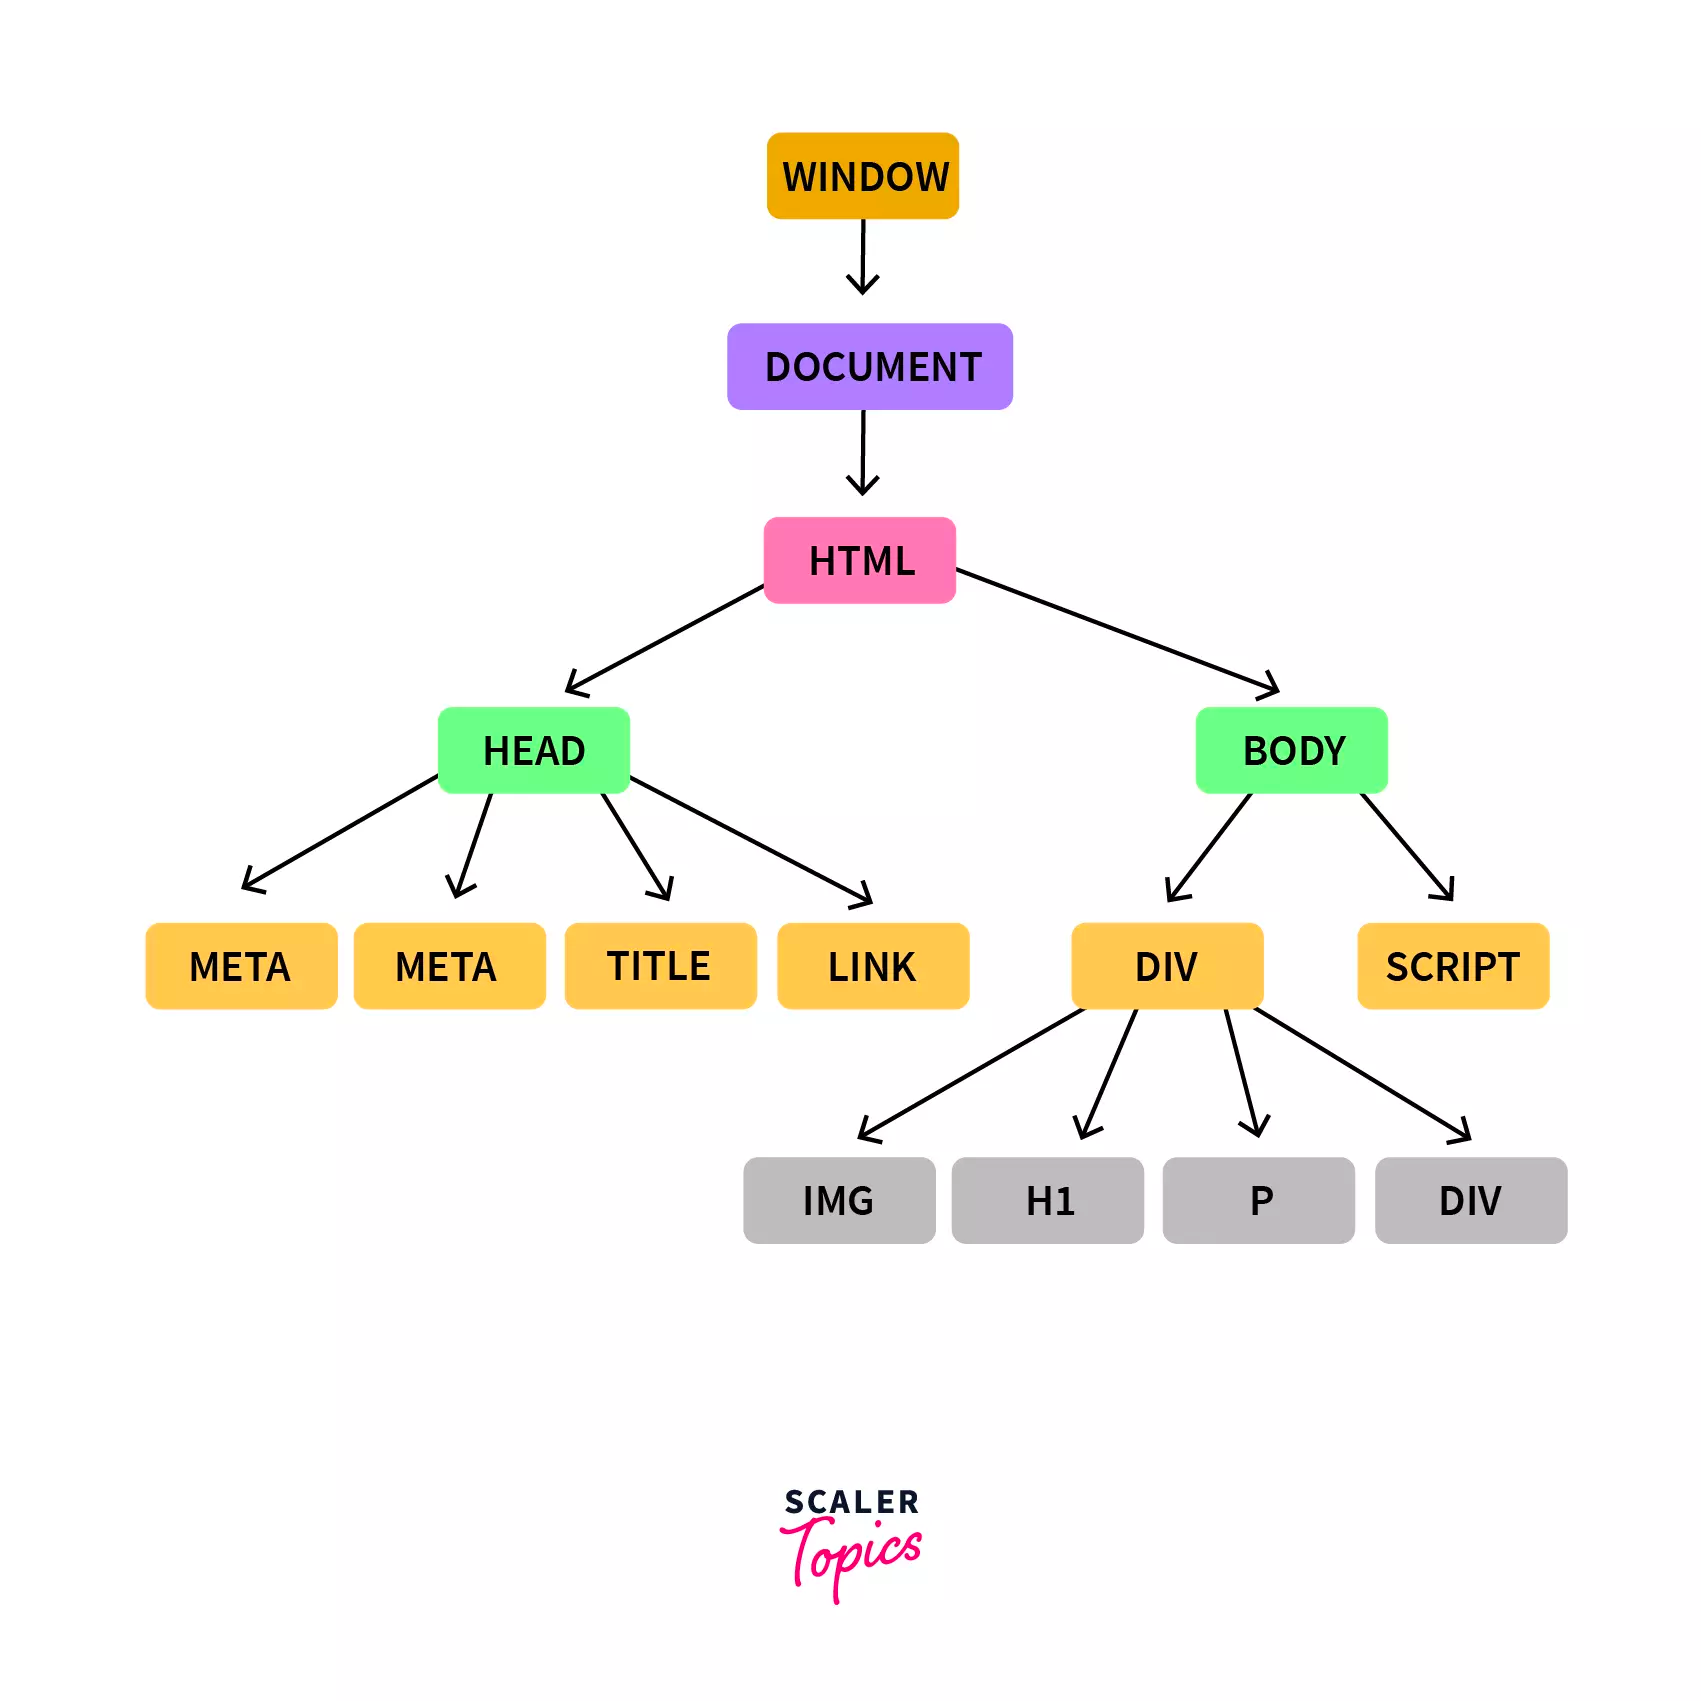 WINDOW
DOCUMENT
HTML
HEAD
BODY
META
META
TITLE
LINK
DIV
SCRIPT
IMG
H1
P
DIV
SCALER
Topics